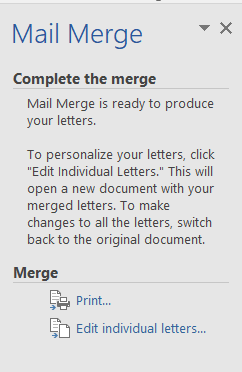 Mail Merge
Complete the merge
Mail Merge is ready to produce
your letters.
To personalize your letters, click
"Edit Individual Letters." This will
open a new document with your
merged letters. To make
changes to all the letters, switch
back to the original document.
Merge
Print...
Edit individual letters...